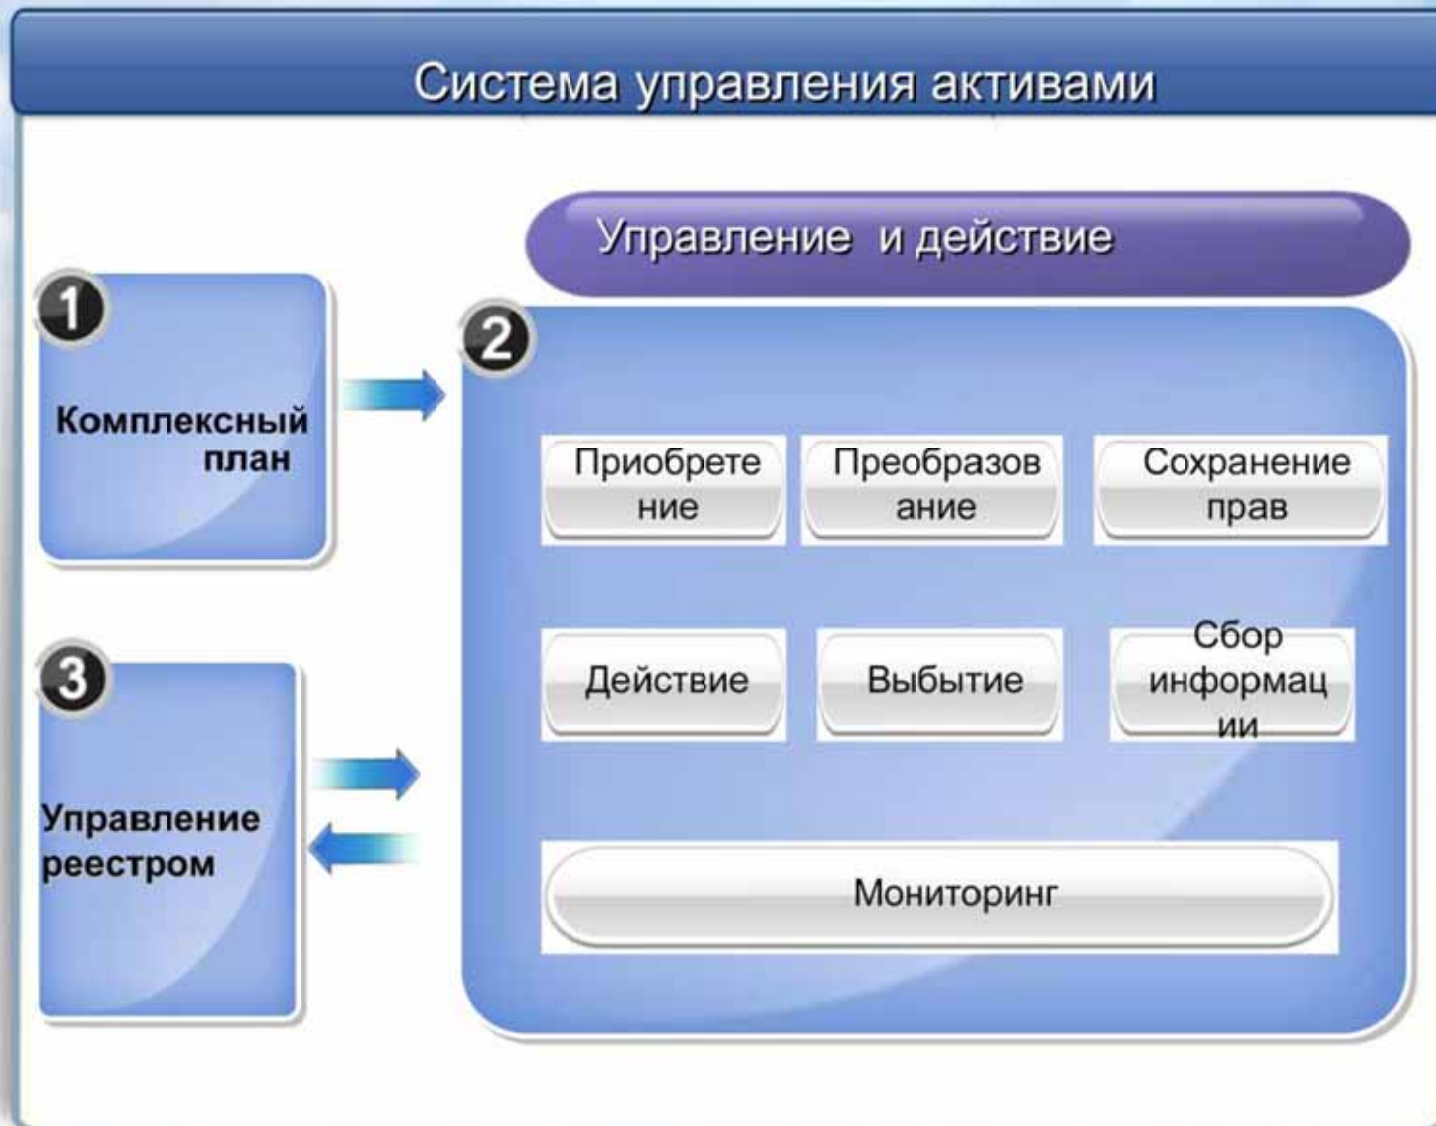 Система управления активами
Управление и действие
1
Комплексный
план
2
Приобрете
ние
Преобразов
ание
Сохранение
прав
Действие
Выбытие
Сбор
информац
ии
Мониторинг
3
Управление
реестром